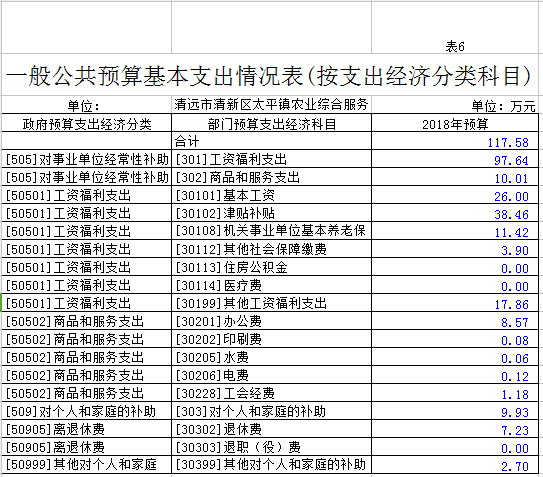 表6
一般公共预算基本支出情况表(按支出经济分类科目)
单位： 清远市清新区太平镇农业综合服务 单位：万元
政府预算支出经济分类 部门预算支出经济科目 2018年预算
合计 117.58
[505]对事业单位经常性补助 [301]工资福利支出 97.64
[505]对事业单位经常性补助 [302]商品和服务支出 10.01
[50501]工资福利支出 [30101]基本工资 26.00
[50501]工资福利支出 [30102]津贴补贴 38.46
[50501]工资福利支出 [30108]机关事业单位基本养老保 11.42
[50501]工资福利支出 [30112]其他社会保障缴费 3.90
[50501]工资福利支出 [30113]住房公积金 0.00
[50501]工资福利支出 [30114]医疗费 0.00
[50501]工资福利支出 [30199]其他工资福利支出 17.86
[50502]商品和服务支出 [30201]办公费 8.57
[50502]商品和服务支出 [30202]印刷费 0.08
[50502]商品和服务支出 [30205]水费 0.06
[50502]商品和服务支出 [30206]电费 0.12
[50502]商品和服务支出 [30228]工会经费 1.18
[509]对个人和家庭的补助 [303]对个人和家庭的补助 9.93
[50905]离退休费 [30302]退休费 7.23
[50905]离退休费 [30303]退职（役）费 0.00
[50999]其他对个人和家庭 [30399]其他对个人和家庭的补助 2.70